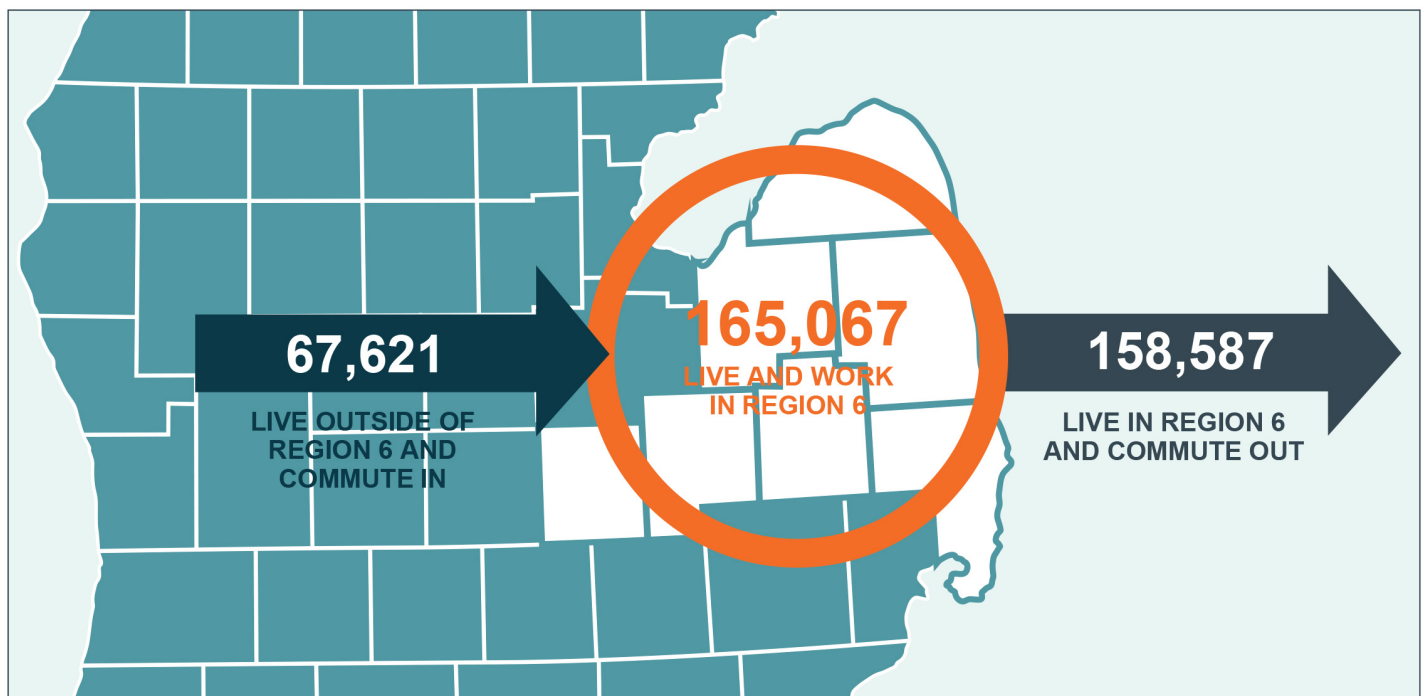 67,621
LIVE OUTSIDE OF
REGION 6 AND
COMMUTE IN
165,067
LIVE AND WORK
IN REGION 6
158,587
LIVE IN REGION 6
AND COMMUTE OUT